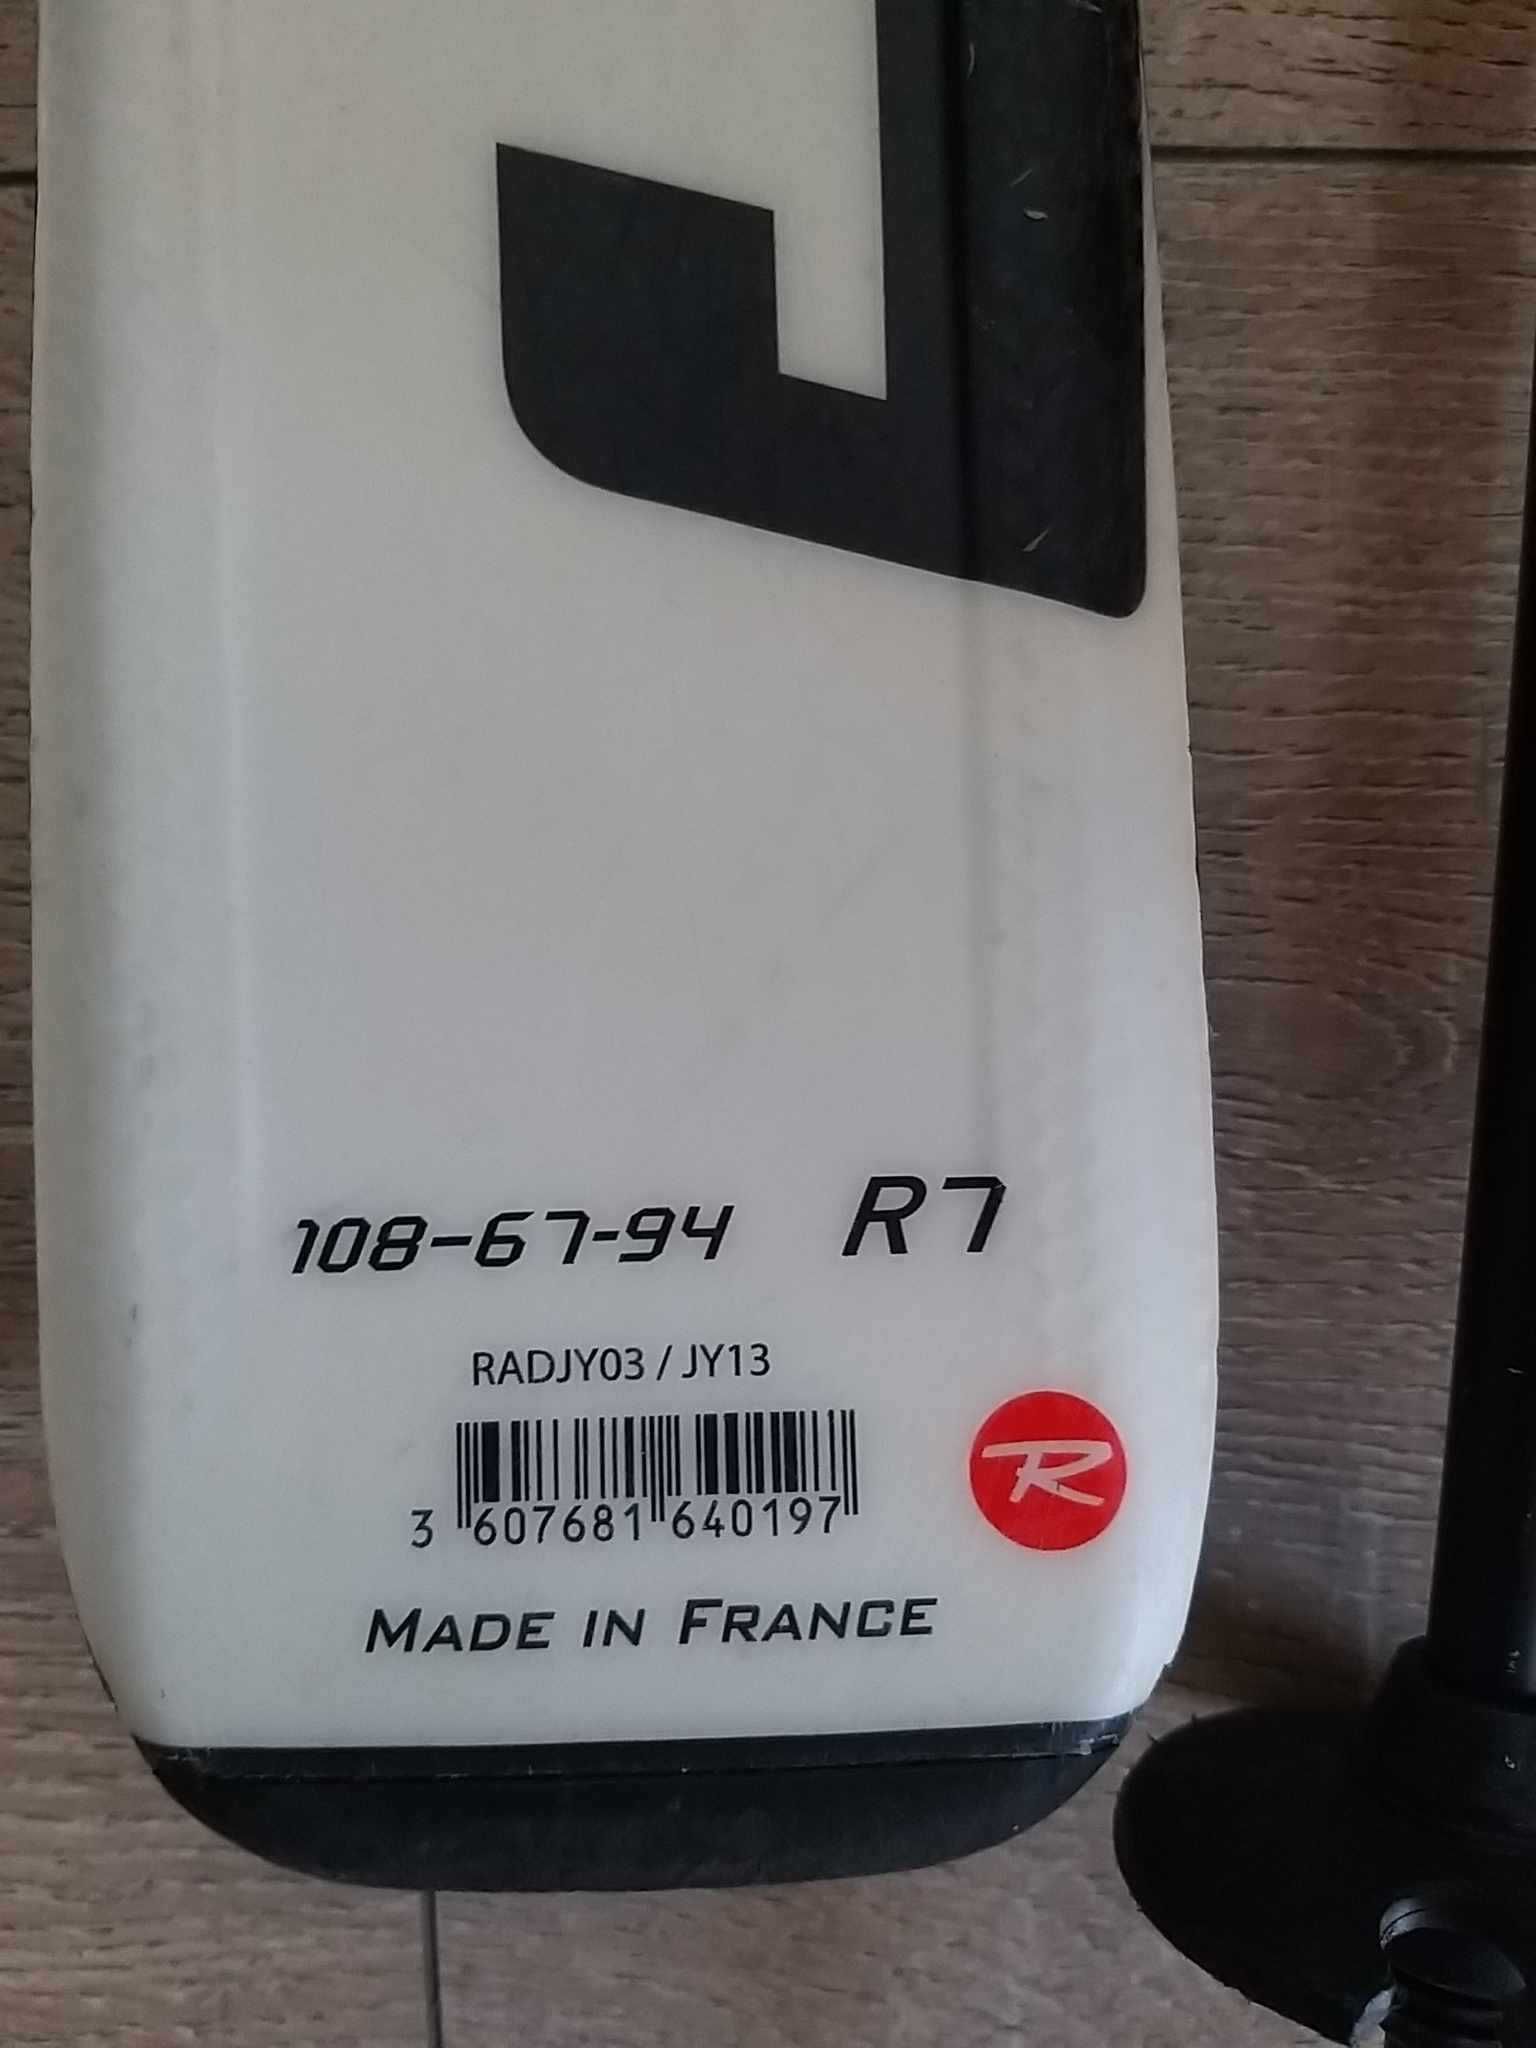 108-67-94 R7
RADJY03 / JY13
3 607681 640197
R
MADE IN FRANCE